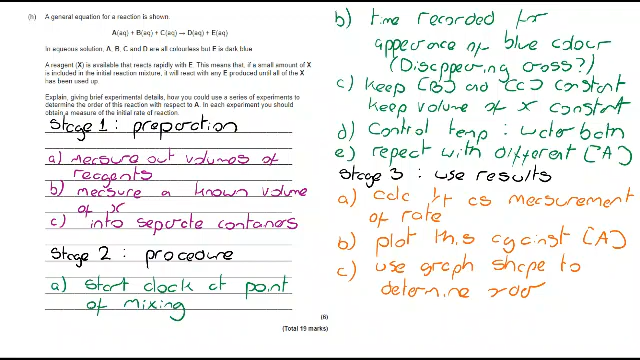 (h) A general equation for a reaction is shown.
A(aq) + B(aq) + C(aq) → D(aq) + E(aq)
In aqueous solution, A, B, C and D are all colourless but E is dark blue.
A reagent (X) is available that reacts rapidly with E. This means that, if a small amount of X
is included in the initial reaction mixture, it will react with any E produced until all of the X
has been used up.
Explain, giving brief experimental details, how you could use a series of experiments to
determine the order of this reaction with respect to A. In each experiment you should
obtain a measure of the initial rate of reaction.
Stage 1 : preparation
a) Measure out volumes of
reagents
b) measure a known volume
of x
c) into seperate contaners
Stage 2 : procedure
a) start clock at point
of mixing
(6)
(Total 19 marks)
b) time recorded for
appearance of blue colour
(Disappearing cross?)
c) Keep [B] and [C] constant
keep volume of x constant
d) control temp : water bath
e) repeat with different [A]
Stage 3 : use results
a) calc 1/t as measurement
of rate
b) plot this against [A]
c) use graph shape to
determine order